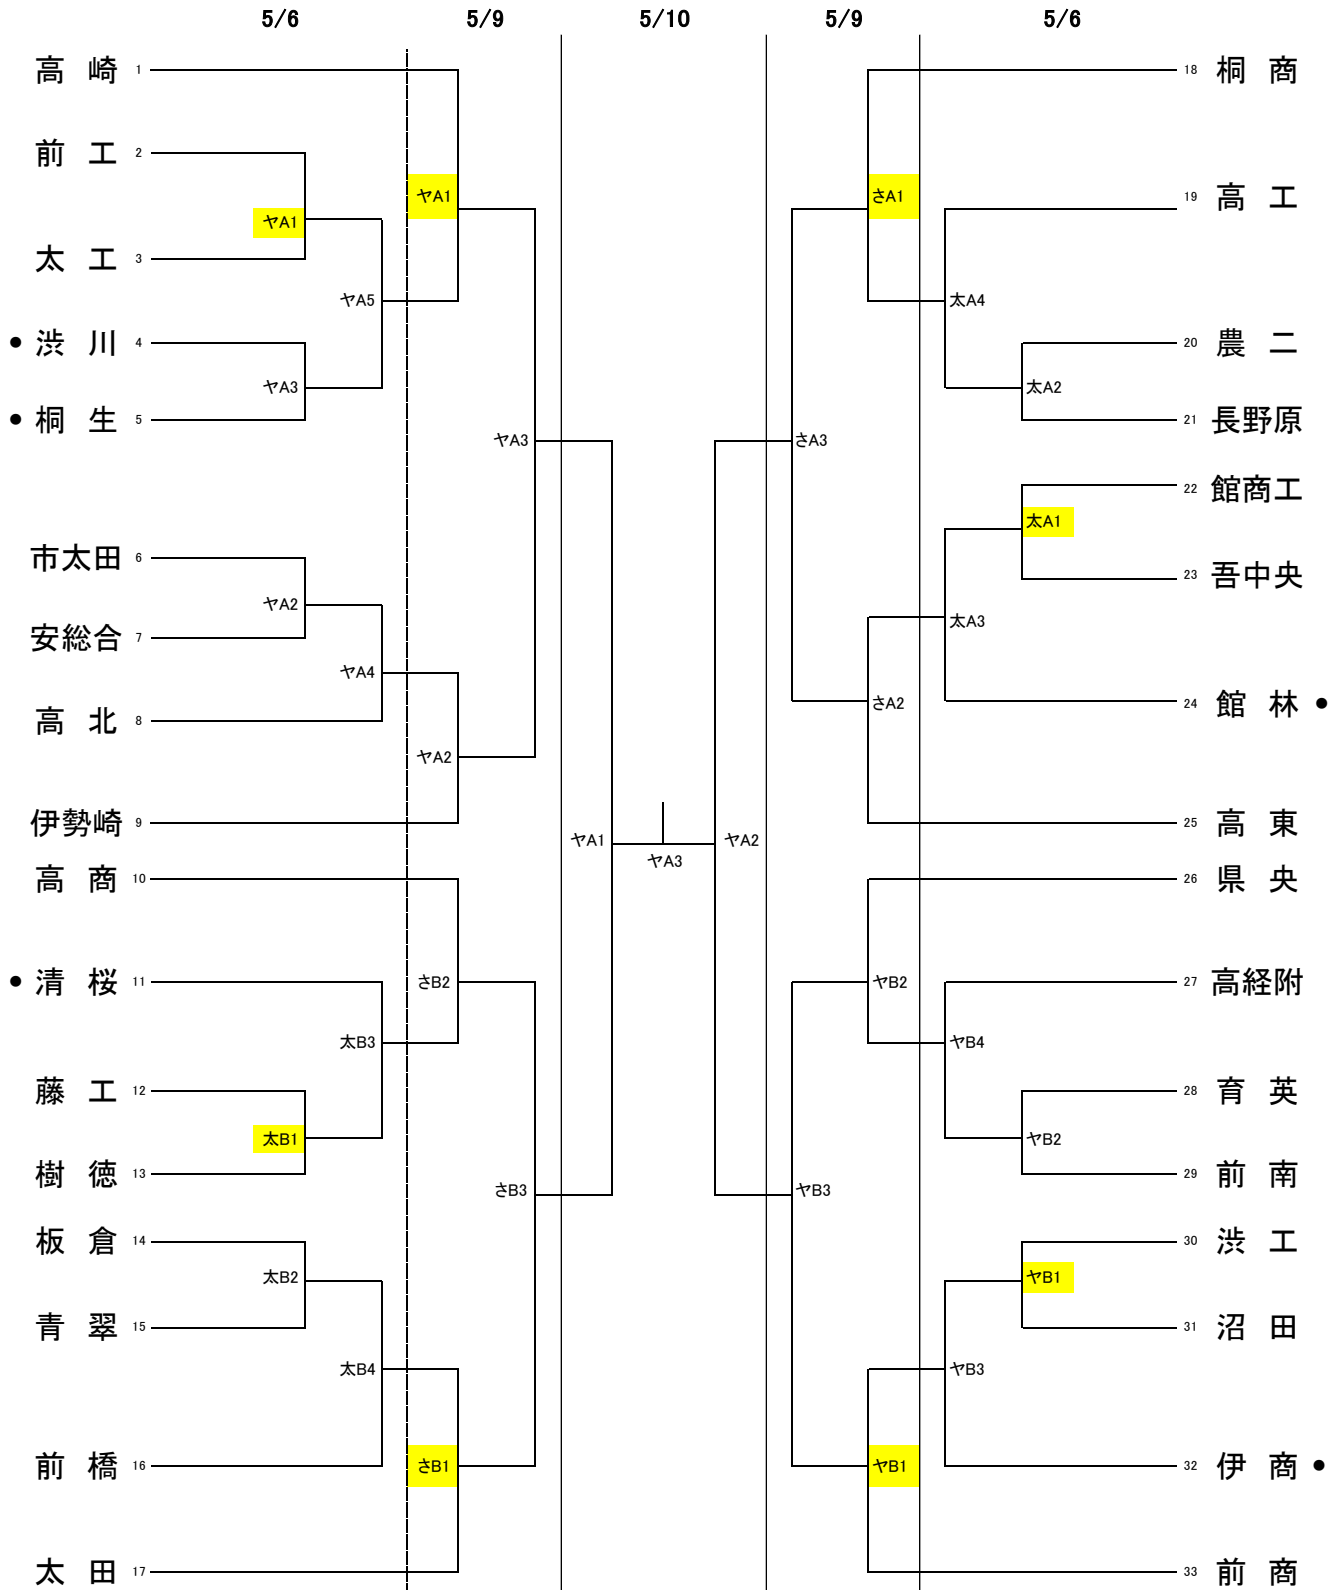 5/6 5/9 5/10 5/9 5/6
高崎 1
前工 2
ヤA1
太工 3
ヤA5
ヤA1
• 渋川 4
ヤA3
• 桐生 5
ヤA3
市太田 6
ヤA2
安総合 7
ヤA4
高北 8
ヤA2
伊勢崎 9
ヤA1
高商 10
• 清桜 11
さB2
太B3
藤工 12
太B1
樹徳 13
さB3
板倉 14
太B2
青翠 15
太B4
前橋 16
さB1
太田 17
ヤA3
ヤA2
18 桐商
さA1
19 高工
太A4
20 農二
太A2
21 長野原
さA3
22 館商工
太A1
23 吾中央
太A3
24 館林 •
さA2
25 高東
26 県央
27 高経附
ヤB2
ヤB4
28 育英
ヤB2
29 前南
ヤB3
30 渋工
ヤB1
31 沼田
ヤB3
32 伊商 •
ヤB1
33 前商